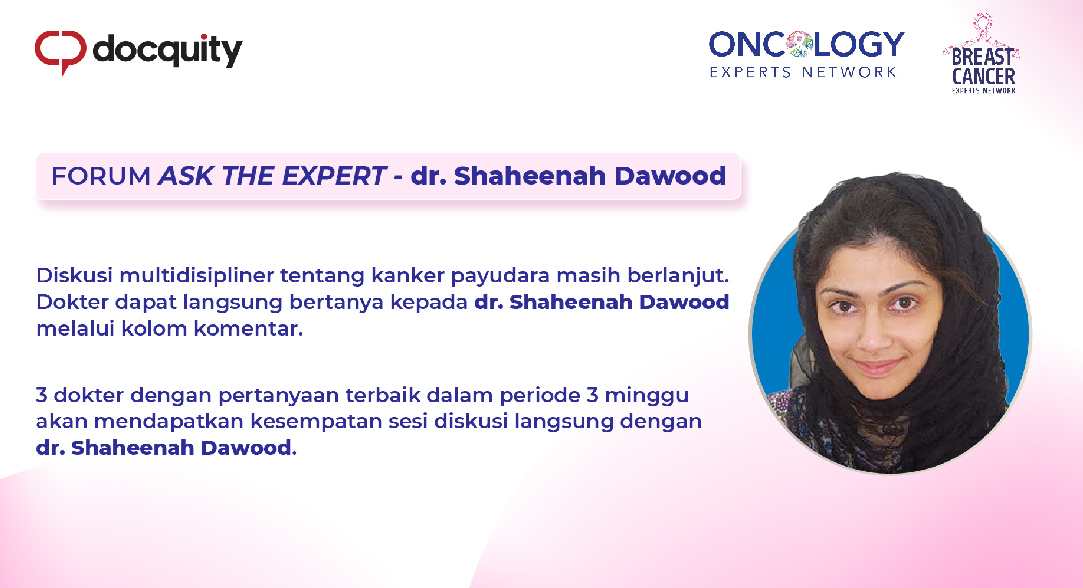 docquity
ONCOLOGY
EXPERTS NETWORK
BREAST
CANCER
EXPERTS NETWORK
FORUM ASK THE EXPERT - dr. Shaheenah Dawood
Diskusi multidisipliner tentang kanker payudara masih berlanjut.
Dokter dapat langsung bertanya kepada dr. Shaheenah Dawood
melalui kolom komentar.
3 dokter dengan pertanyaan terbaik dalam periode 3 minggu
akan mendapatkan kesempatan sesi diskusi langsung dengan
dr. Shaheenah Dawood.